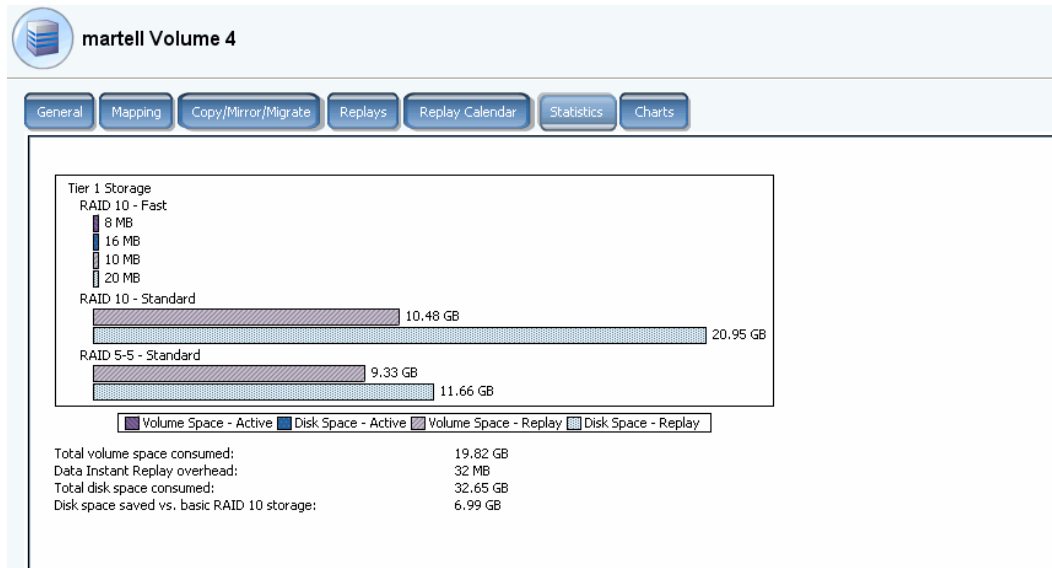 martell Volume 4
General Mapping Copy/Mirror/Migrate Replays Replay Calendar Statistics Charts
Tier 1 Storage
RAID 10 - Fast
8 MB
16 MB
10 MB
20 MB
RAID 10 - Standard
10.48 GB
20.95 GB
RAID 5-5 - Standard
9.33 GB
11.66 GB
Volume Space - Active Disk Space - Active Volume Space - Replay Disk Space - Replay
Total volume space consumed: 19.82 GB
Data Instant Replay overhead: 32 MB
Total disk space consumed: 32.65 GB
Disk space saved vs. basic RAID 10 storage: 6.99 GB